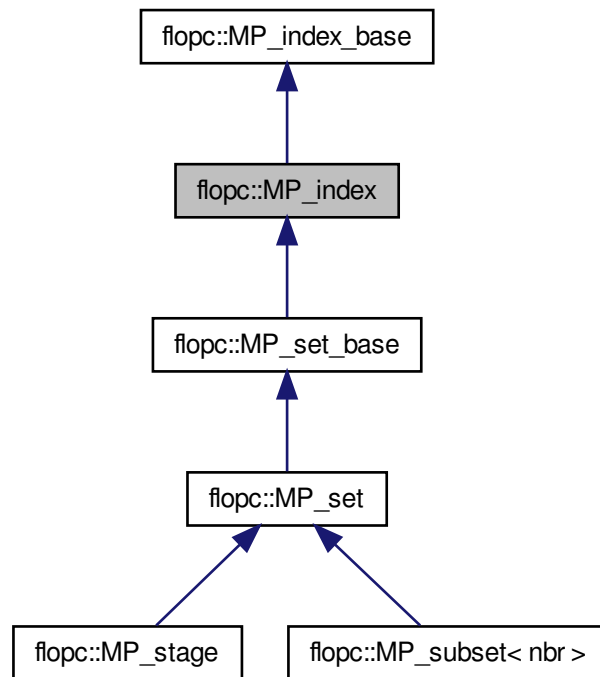 flopc::MP_index_base
flopc::MP_index
flopc::MP_set_base
flopc::MP_set
flopc::MP_stage
flopc::MP_subset< nbr >